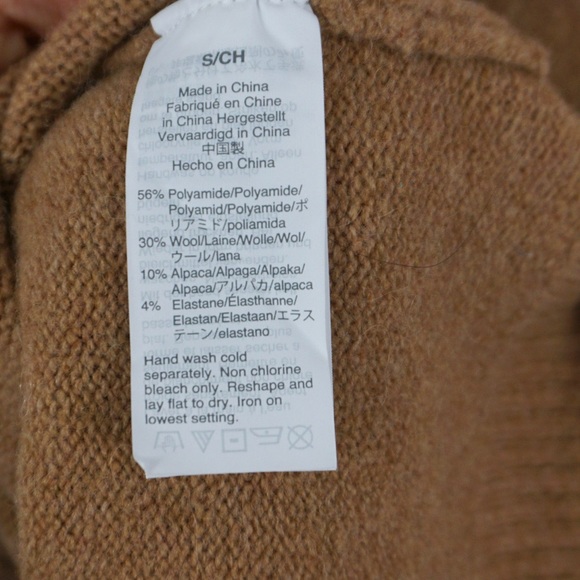 S/CH
Made in China
Fabriqué en Chine
in China Hergestellt
Vervaardigd in China
中国製
Hecho en China
56% Polyamide/Polyamide/
Polyamid/Polyamide/ポ
リアミド/poliamida
30% Wool/Laine/Wolle/Wol/
ウール/lana
10% Alpaca/Alpaga/Alpaka/
Alpaca/アルパカ/alpaca
4% Elastane/Élasthanne/
Elastan/Elastaan/エラス
テーン/elastano
Hand wash cold
separately. Non chlorine
bleach only. Reshape and
lay flat to dry. Iron on
lowest setting.